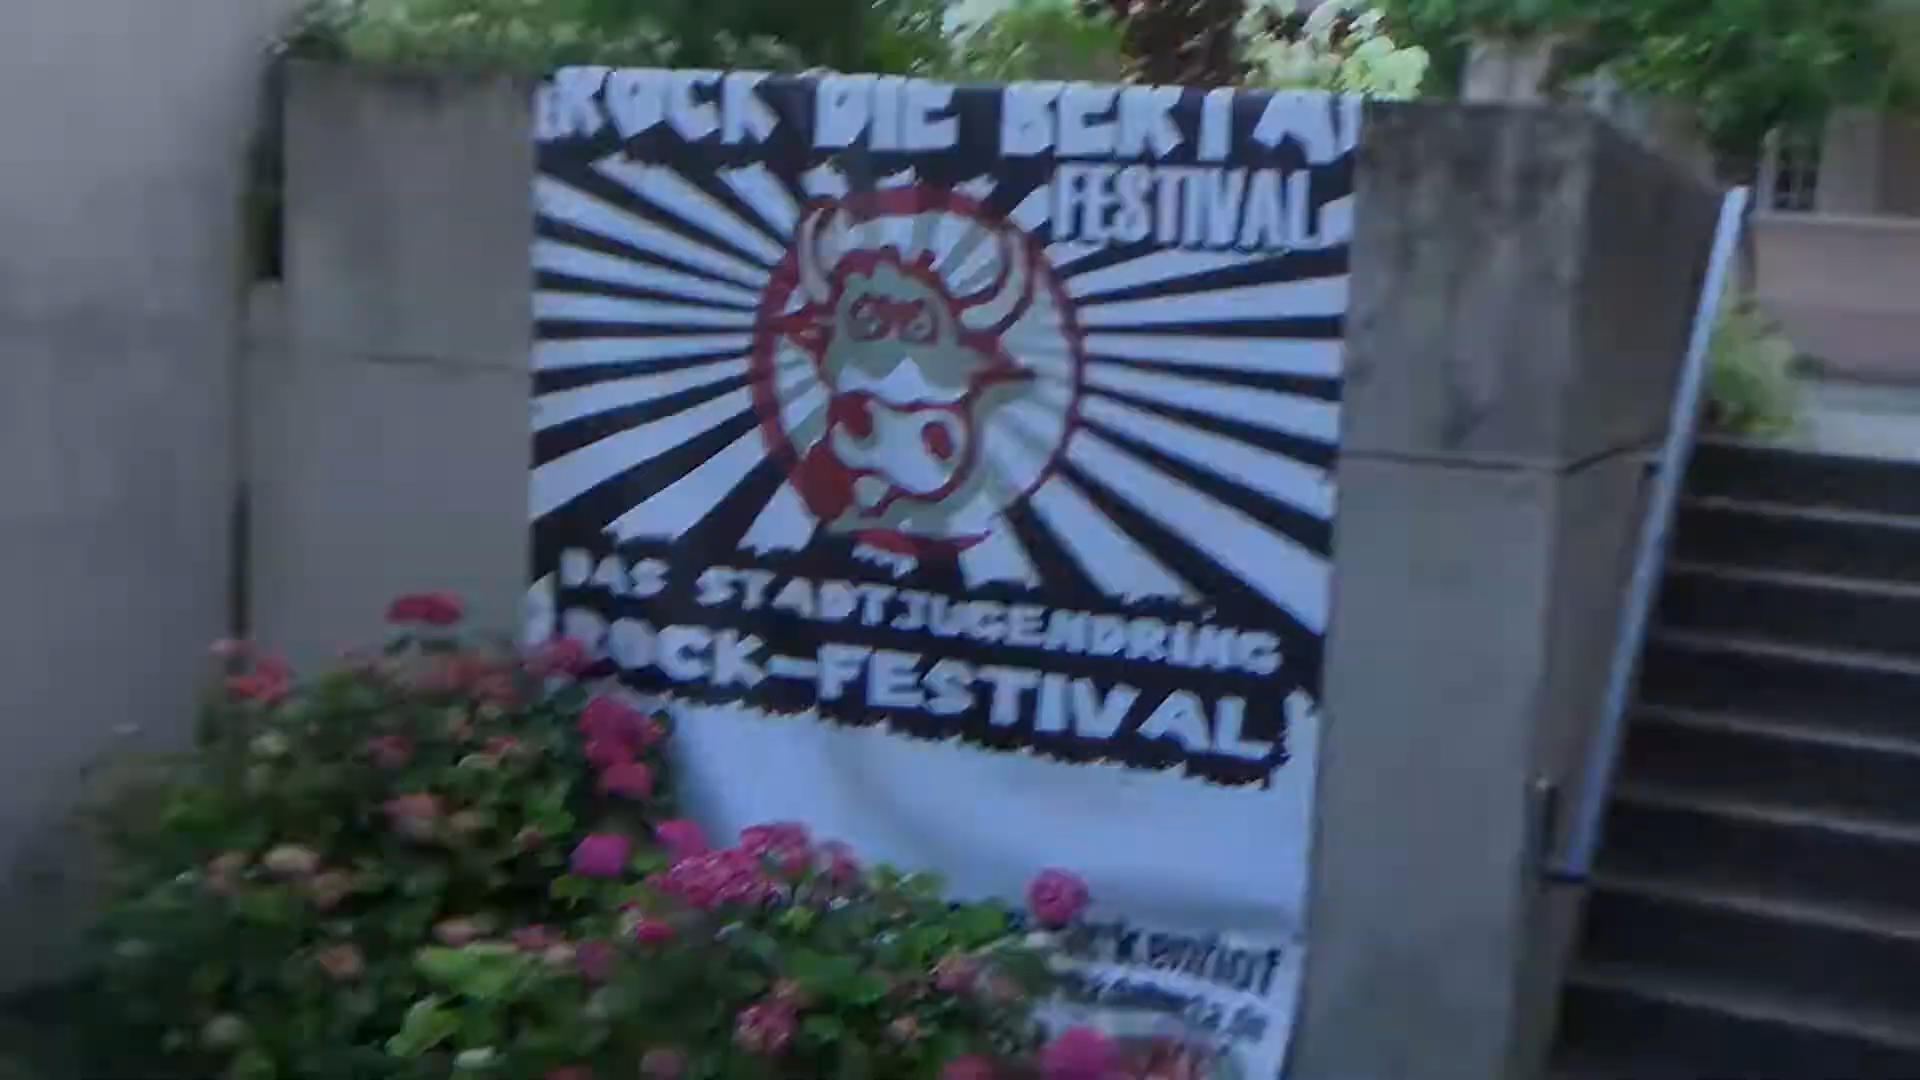 ROCK DIE BERTA
FESTIVAL
DAS STADTJUGENDRING
ROCK-FESTIVAL